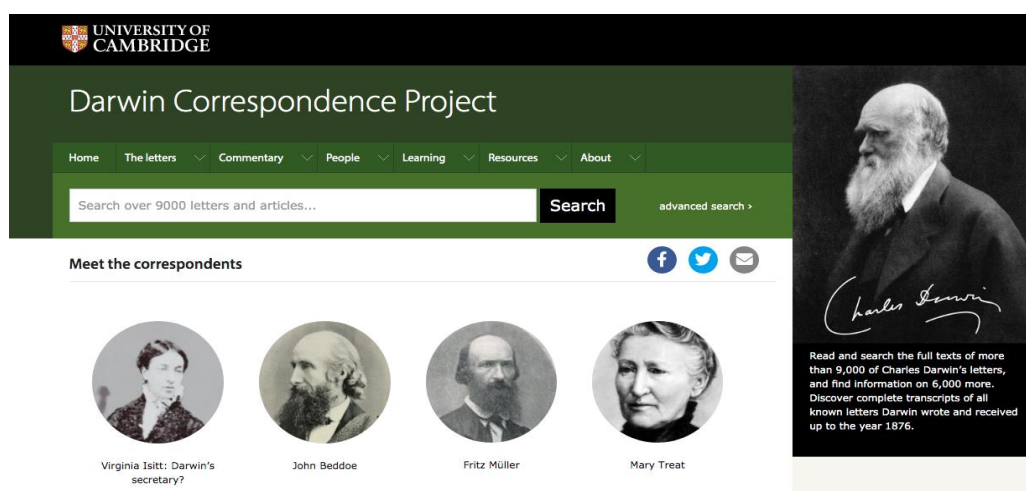 UNIVERSITY OF
CAMBRIDGE
Darwin Correspondence Project
Home The letters Commentary People Learning Resources About
Search over 9000 letters and articles...
Search
advanced search ›
Meet the correspondents
Virginia Isitt: Darwin's
secretary?
John Beddoe
Fritz Müller
Mary Treat
Charles Darwin
Read and search the full texts of more
than 9,000 of Charles Darwin's letters,
and find information on 6,000 more.
Discover complete transcripts of all
known letters Darwin wrote and received
up to the year 1876.